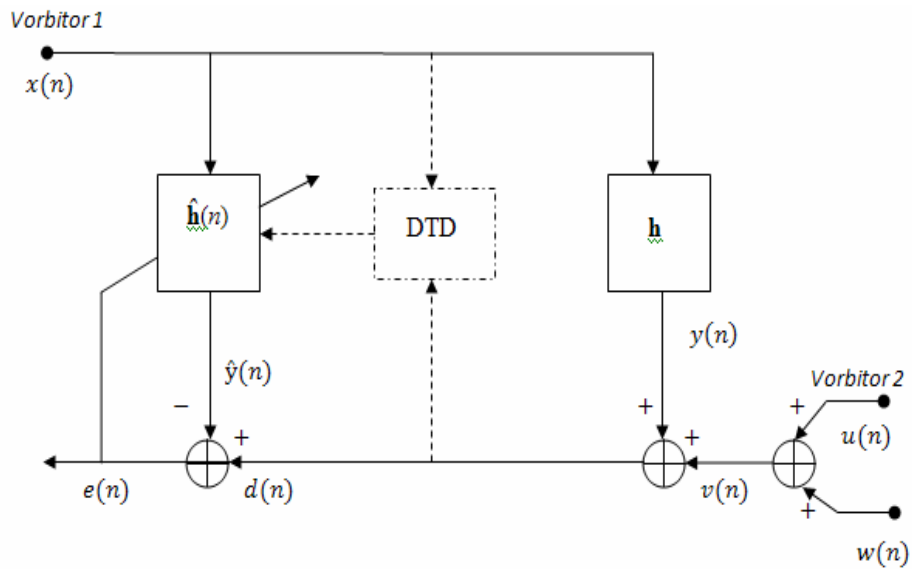 Vorbitor 1
x(n)
ĥ(n)
DTD
h
y(n)
ŷ(n)
Vorbitor 2
−
+
+
+
+
u(n)
e(n)
d(n)
v(n)
+
w(n)